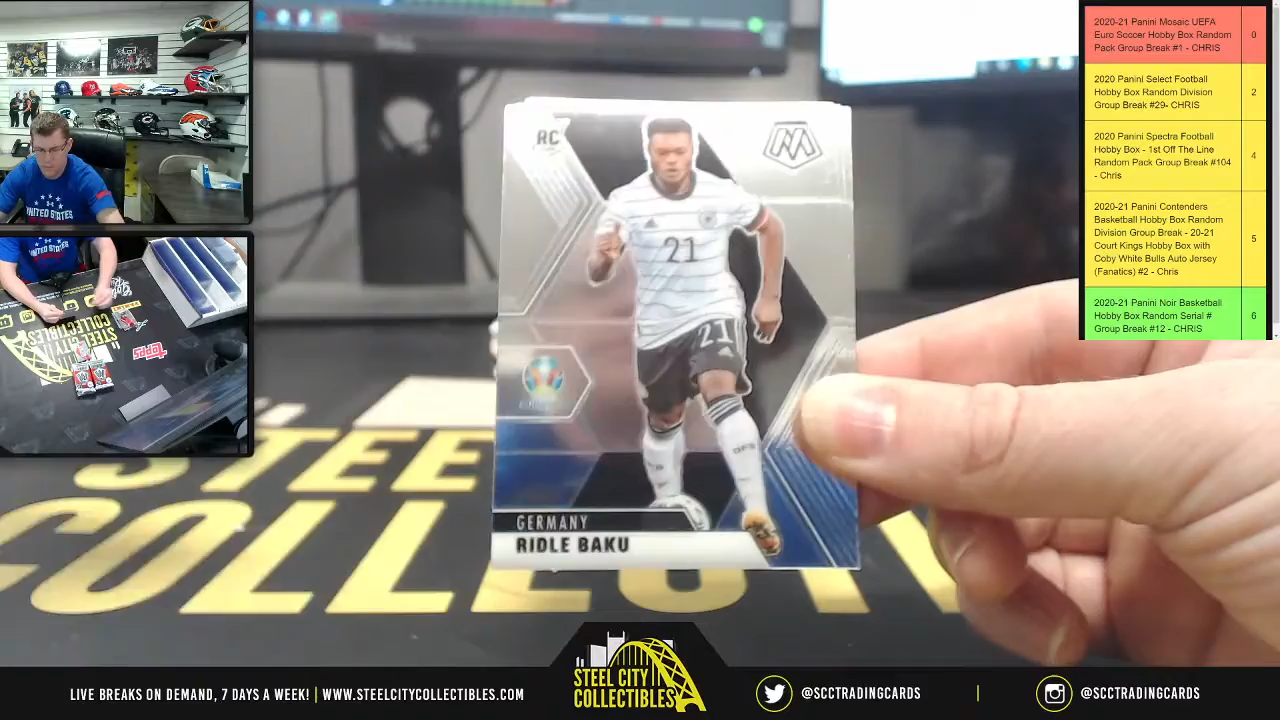 2020-21 Panini Mosaic UEFA
Euro Soccer Hobby Box Random
Pack Group Break #1 - CHRIS
0
2020 Panini Select Football
Hobby Box Random Division
Group Break #29- CHRIS
2
2020 Panini Spectra Football
Hobby Box - 1st Off The Line
Random Pack Group Break #104
- Chris
4
2020-21 Panini Contenders
Basketball Hobby Box Random
Division Group Break - 20-21
Court Kings Hobby Box with
Coby White Bulls Auto Jersey
(Fanatics) #2 - Chris
5
2020-21 Panini Noir Basketball
Hobby Box Random Serial #
Group Break #12 - CHRIS
6
RC
M
21
21
GERMANY
RIDLE BAKU
UNITED STATES
UNITED STATES
STEEL CITY
COLLECTIBLES
Topps
STEE
COLLECTI
STEEL CITY
COLLECTIBLES
LIVE BREAKS ON DEMAND, 7 DAYS A WEEK! | WWW.STEELCITYCOLLECTIBLES.COM
@SCCTRADINGCARDS
@SCCTRADINGCARDS